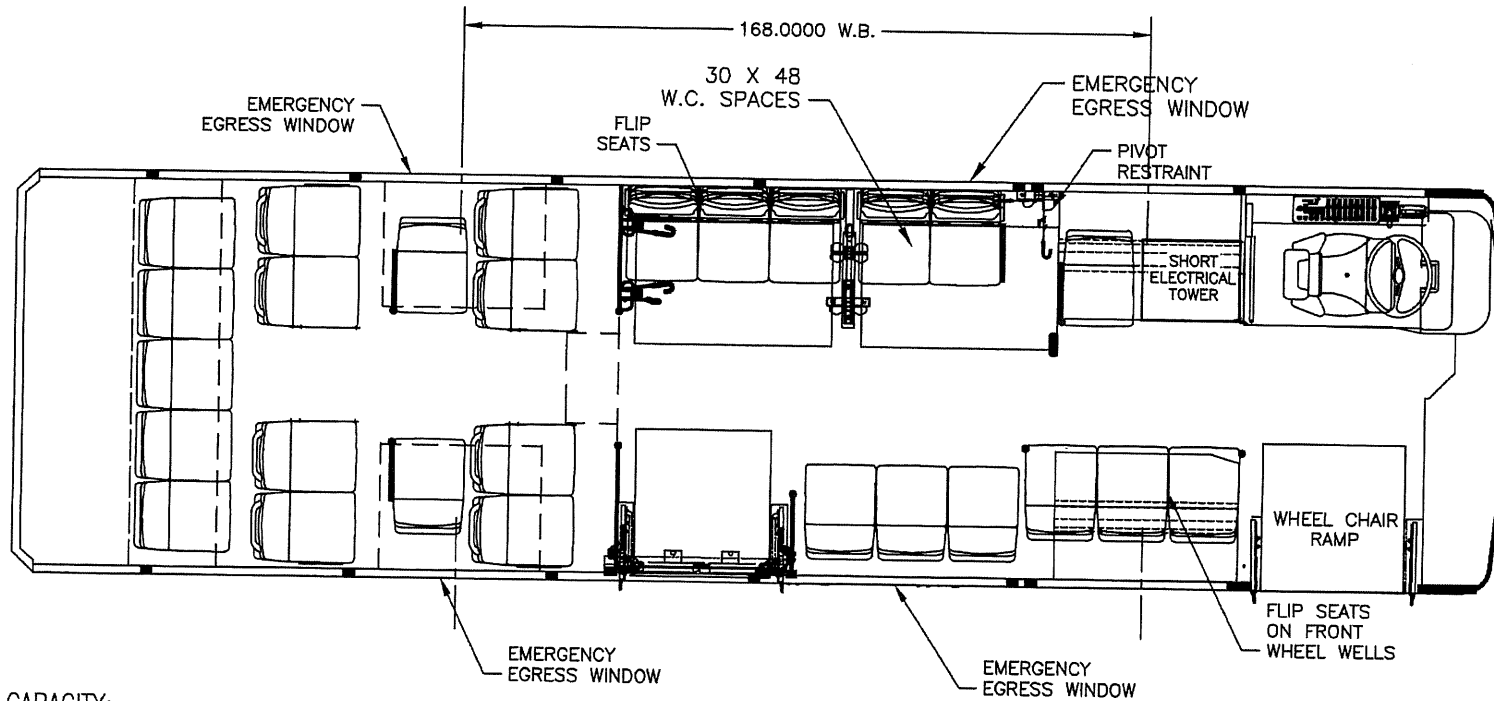 168.0000 W.B.
30 X 48
W.C. SPACES
EMERGENCY
EGRESS WINDOW
EMERGENCY
EGRESS WINDOW
FLIP
SEATS
PIVOT
RESTRAINT
SHORT
ELECTRICAL
TOWER
WHEEL CHAIR
RAMP
FLIP SEATS
ON FRONT
WHEEL WELLS
EMERGENCY
EGRESS WINDOW
EMERGENCY
EGRESS WINDOW
CAPACITY: